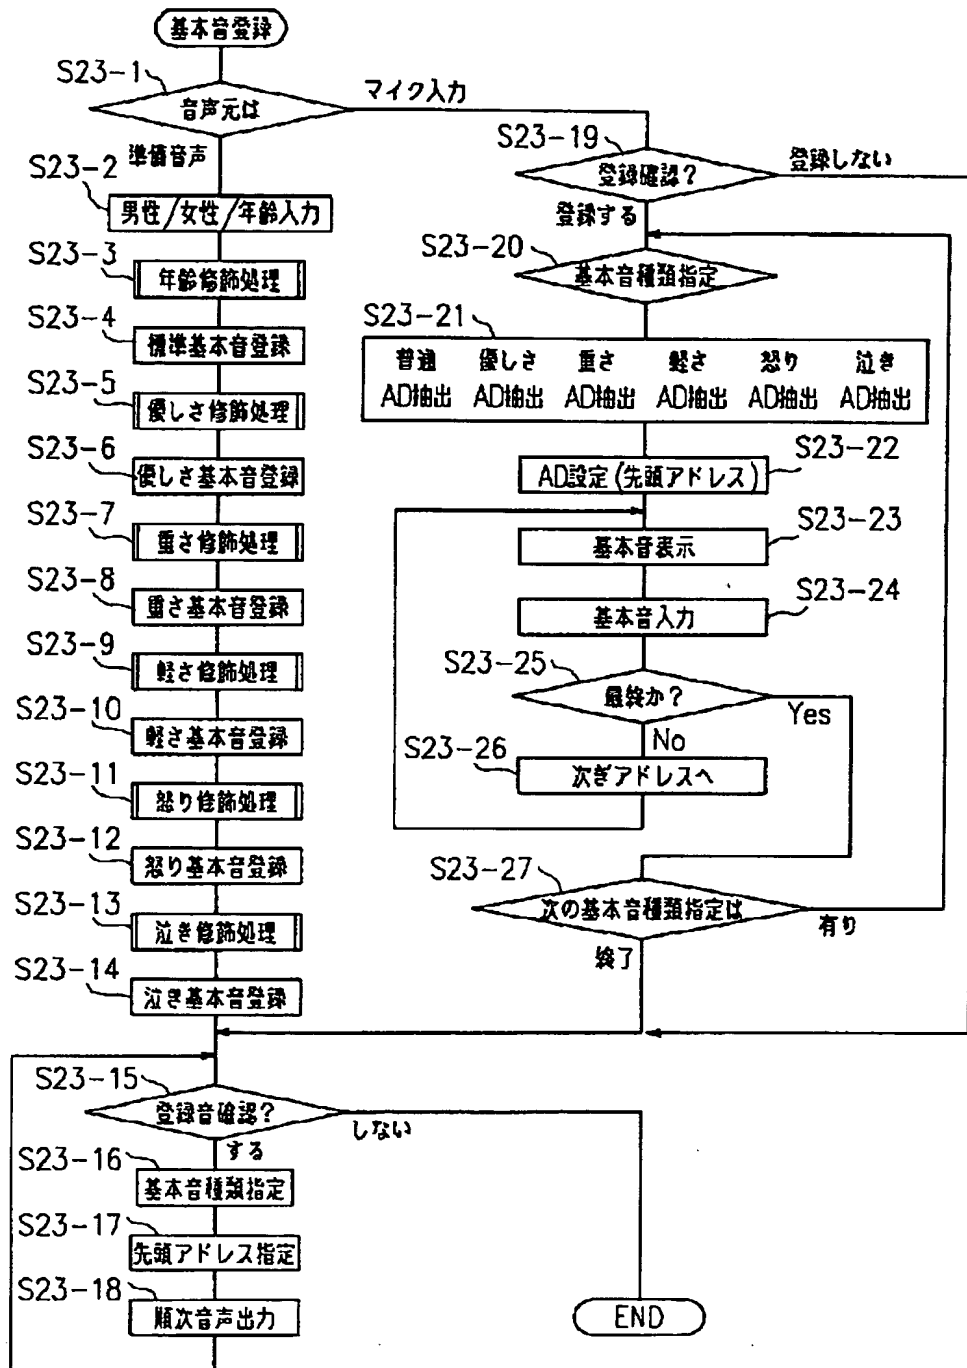 基本音登録
S23-1
音声元は
マイク入力
準備音声
S23-2
男性/女性/年齢入力
S23-3
年齢修飾処理
S23-4
標準基本音登録
S23-5
優しさ修飾処理
S23-6
優しさ基本音登録
S23-7
重さ修飾処理
S23-8
重さ基本音登録
S23-9
軽さ修飾処理
S23-10
軽さ基本音登録
S23-11
怒り修飾処理
S23-12
怒り基本音登録
S23-13
泣き修飾処理
S23-14
泣き基本音登録
S23-15
登録音確認?
しない
する
S23-16
基本音種類指定
S23-17
先頭アドレス指定
S23-18
順次音声出力
S23-19
登録確認?
登録しない
登録する
S23-20
基本音種類指定
S23-21
普通 優しさ 重さ 軽さ 怒り 泣き
AD抽出 AD抽出 AD抽出 AD抽出 AD抽出 AD抽出
S23-22
AD設定(先頭アドレス)
S23-23
基本音表示
S23-24
基本音入力
S23-25
最終か?
Yes
No
S23-26
次ぎアドレスへ
S23-27
次の基本音種類指定は
有り
終了
END